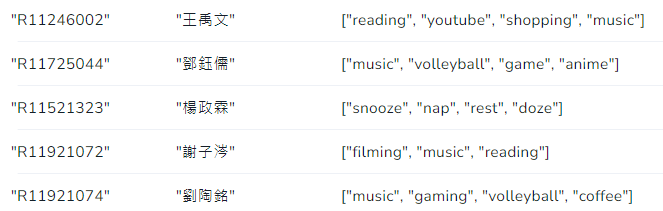 "R11246002" "王禹文" ["reading", "youtube", "shopping", "music"]
"R11725044" "鄧鈺儒" ["music", "volleyball", "game", "anime"]
"R11521323" "楊政霖" ["snooze", "nap", "rest", "doze"]
"R11921072" "謝子涔" ["filming", "music", "reading"]
"R11921074" "劉陶銘" ["music", "gaming", "volleyball", "coffee"]